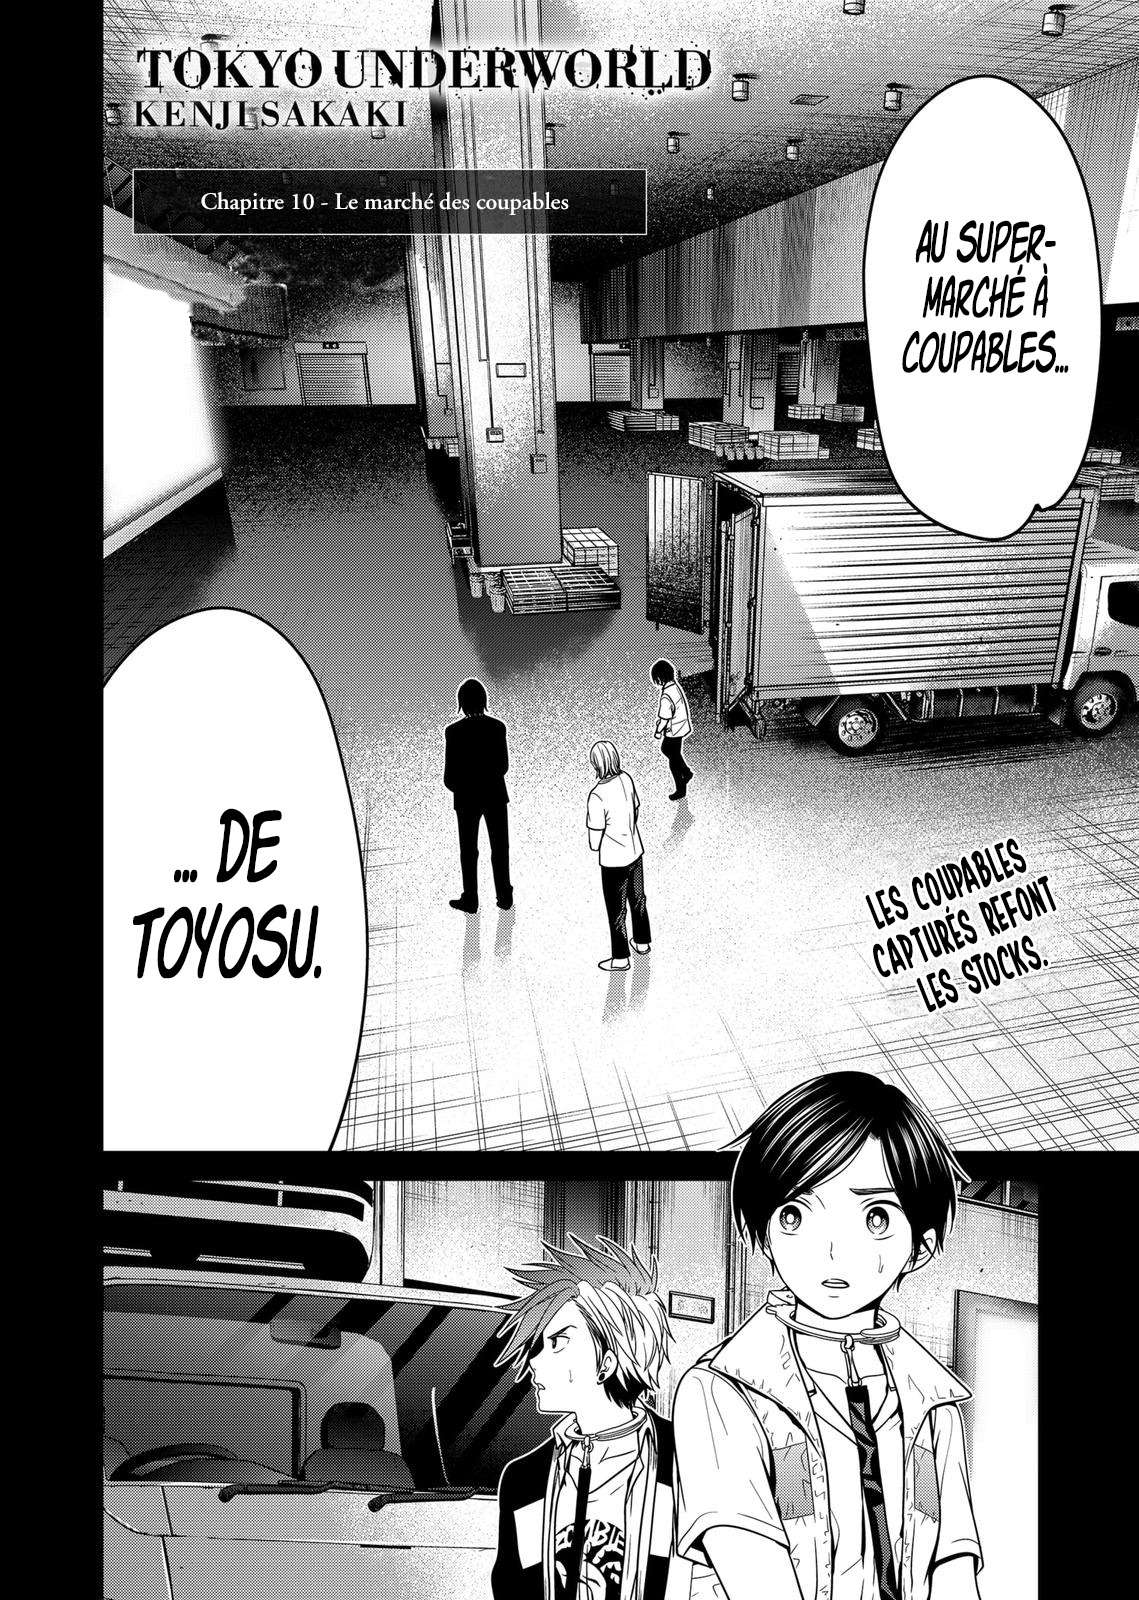 TOKYO UNDERWORLD
KENJI SAKAKI
Chapitre 10 - Le marché des coupables
AU SUPER-
MARCHÉ À
COUPABLES...
... DE
TOYOSU.
LES COUPABLES
CAPTURÉS REFONT
LES STOCKS.
ZOMBIE